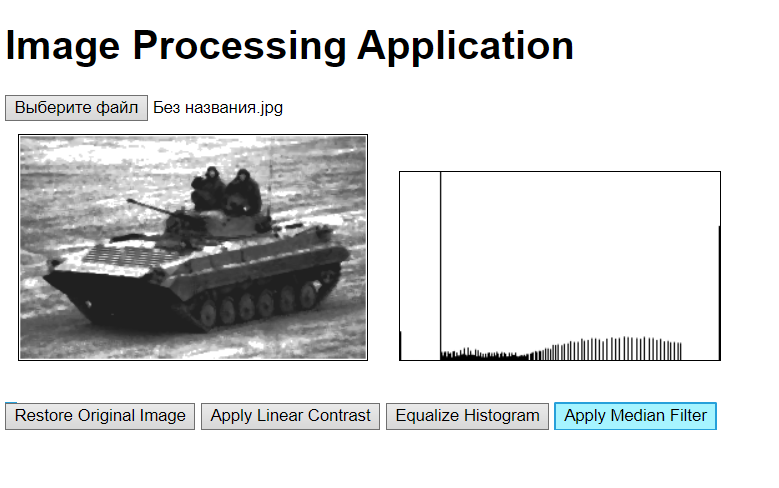 Image Processing Application
Выберите файл Без названия.jpg
Restore Original Image Apply Linear Contrast Equalize Histogram Apply Median Filter